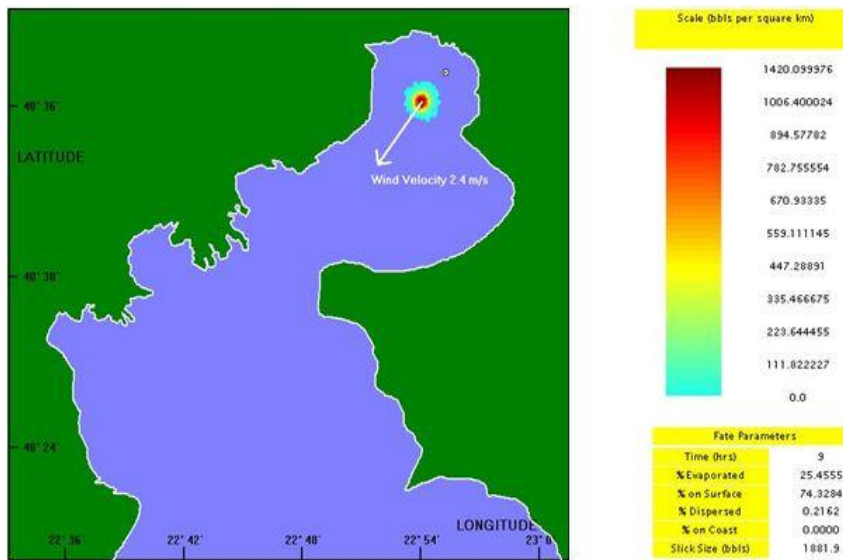 40° 36'
LATITUDE
Wind Velocity 2.4 m/s
40° 30'
40° 24'
LONGITUDE
22° 36' 22° 42' 22° 48' 22° 54' 23° 0'
Scale (bbls per square km)
1420.099976
1006.400024
894.57782
782.755554
670.93335
559.111145
447.28891
335.466675
223.644455
111.822227
0.0
Fate Parameters
Time (hrs) 9
% Evaporated 25.4555
% on Surface 74.3284
% Dispersed 0.2162
% on Coast 0.0000
Slick Size (bbls) 1881.9